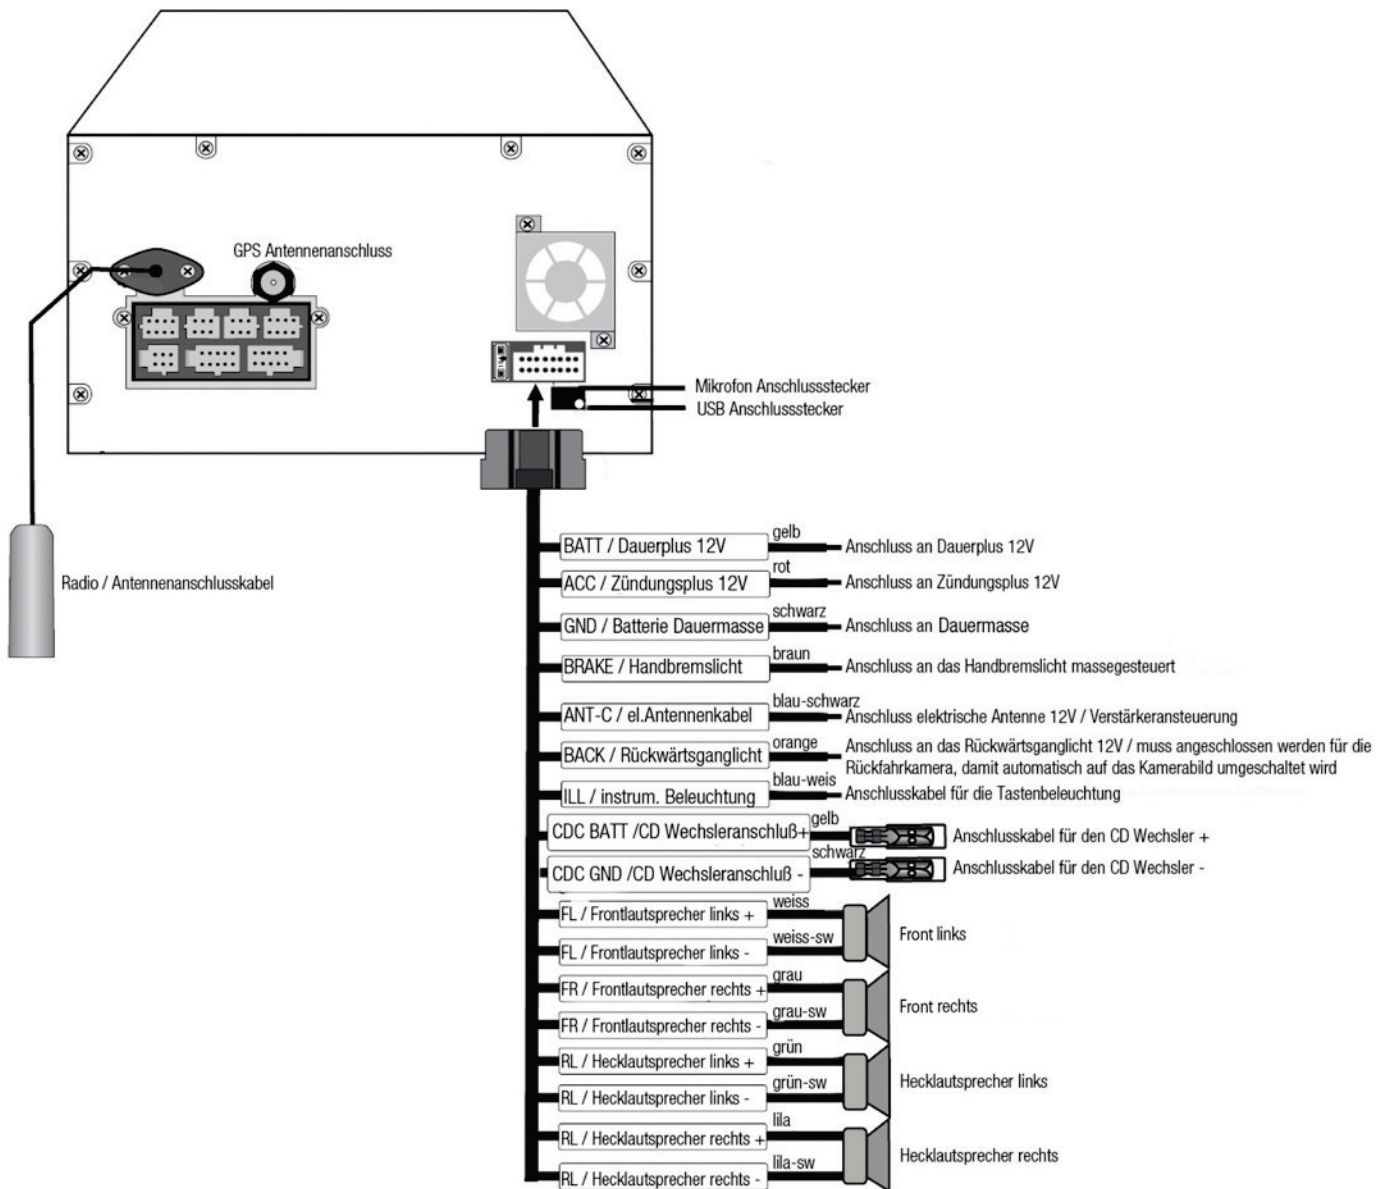 GPS Antennenanschluss
Mikrofon Anschlussstecker
USB Anschlussstecker
Radio / Antennenanschlusskabel
BATT / Dauerplus 12V gelb Anschluss an Dauerplus 12V
ACC / Zündungsplus 12V rot Anschluss an Zündungsplus 12V
GND / Batterie Dauermasse schwarz Anschluss an Dauermasse
BRAKE / Handbremslicht braun Anschluss an das Handbremslicht massegesteuert
ANT-C / el.Antennenkabel blau-schwarz Anschluss elektrische Antenne 12V / Verstärkeransteuerung
BACK / Rückwärtsganglicht orange Anschluss an das Rückwärtsganglicht 12V / muss angeschlossen werden für die
Rückfahrkamera, damit automatisch auf das Kamerabild umgeschaltet wird
ILL / instrum. Beleuchtung blau-weis Anschlusskabel für die Tastenbeleuchtung
CDC BATT /CD Wechsleranschluß+ gelb Anschlusskabel für den CD Wechsler +
CDC GND /CD Wechsleranschluß - schwarz Anschlusskabel für den CD Wechsler -
FL / Frontlautsprecher links + weiss
Front links
FL / Frontlautsprecher links - weiss-sw
FR / Frontlautsprecher rechts + grau
Front rechts
FR / Frontlautsprecher rechts - grau-sw
RL / Hecklautsprecher links + grün
Hecklautsprecher links
RL / Hecklautsprecher links - grün-sw
RL / Hecklautsprecher rechts + lila
Hecklautsprecher rechts
RL / Hecklautsprecher rechts - lila-sw